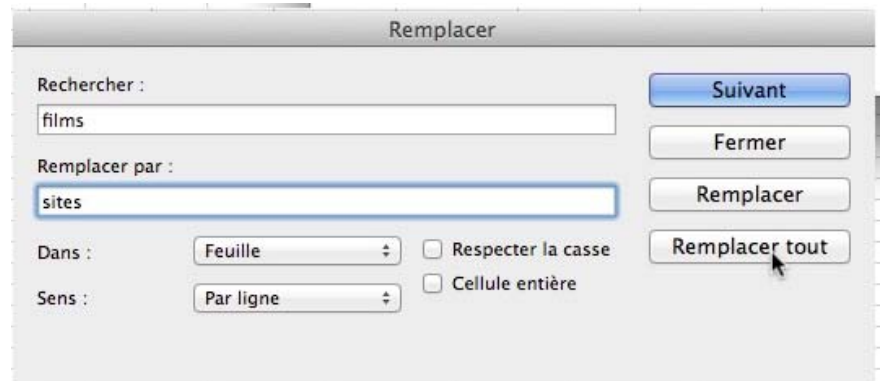 Remplacer
Rechercher :
films
Remplacer par :
sites
Dans :
Feuille
Respecter la casse
Cellule entière
Sens :
Par ligne
Suivant
Fermer
Remplacer
Remplacer tout